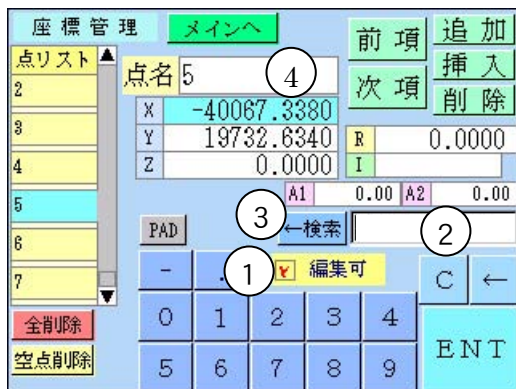 座標管理 メインへ 前項 追加
点リスト 点名 5 ④ 次項 挿入
2 削除
X -40067.3380
3 Y 19732.6340 R 0.0000
4 Z 0.0000 I
A1 0.00 A2 0.00
5 ③ ←検索 ②
PAD
6 - . ① 編集可 C ←
7
全削除 0 1 2 3 4 ENT
空点削除 5 6 7 8 9